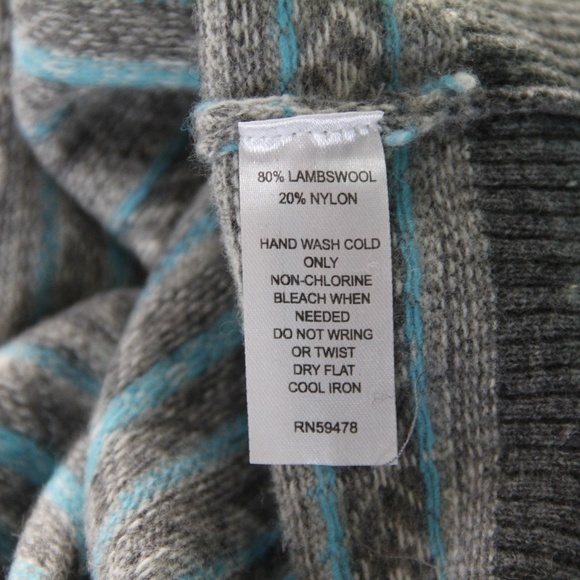 80% LAMBSWOOL
20% NYLON
HAND WASH COLD
ONLY
NON-CHLORINE
BLEACH WHEN
NEEDED
DO NOT WRING
OR TWIST
DRY FLAT
COOL IRON
RN59478